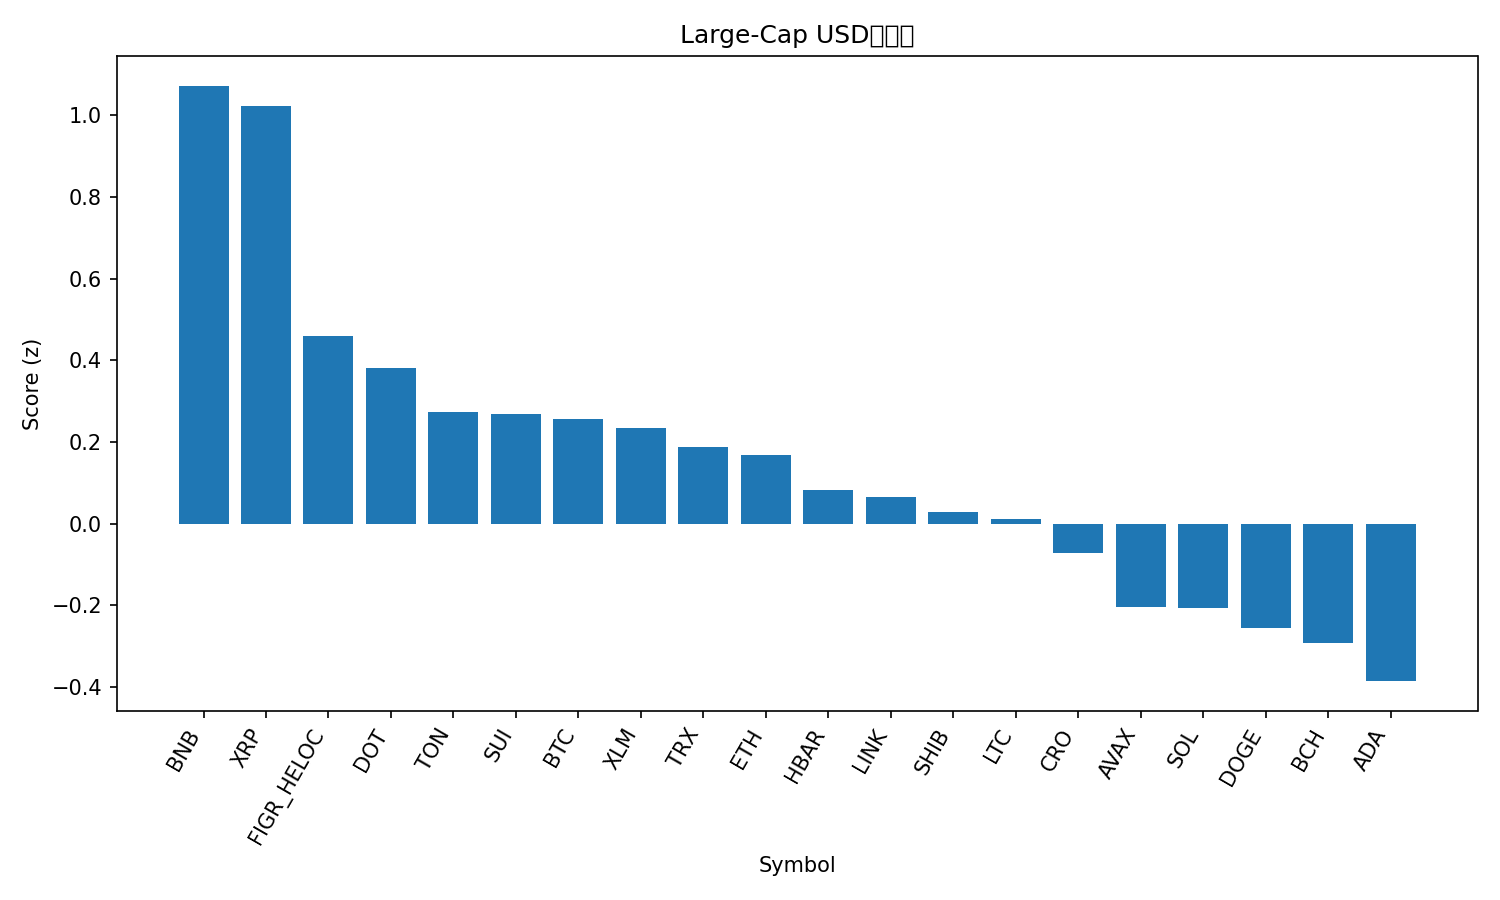 Large-Cap USD
Score (z)
1.0
0.8
0.6
0.4
0.2
0.0
−0.2
−0.4
BNB
XRP
FIGR_HELOC
DOT
TON
SUI
BTC
XLM
TRX
ETH
HBAR
LINK
SHIB
LTC
CRO
AVAX
SOL
DOGE
BCH
ADA
Symbol